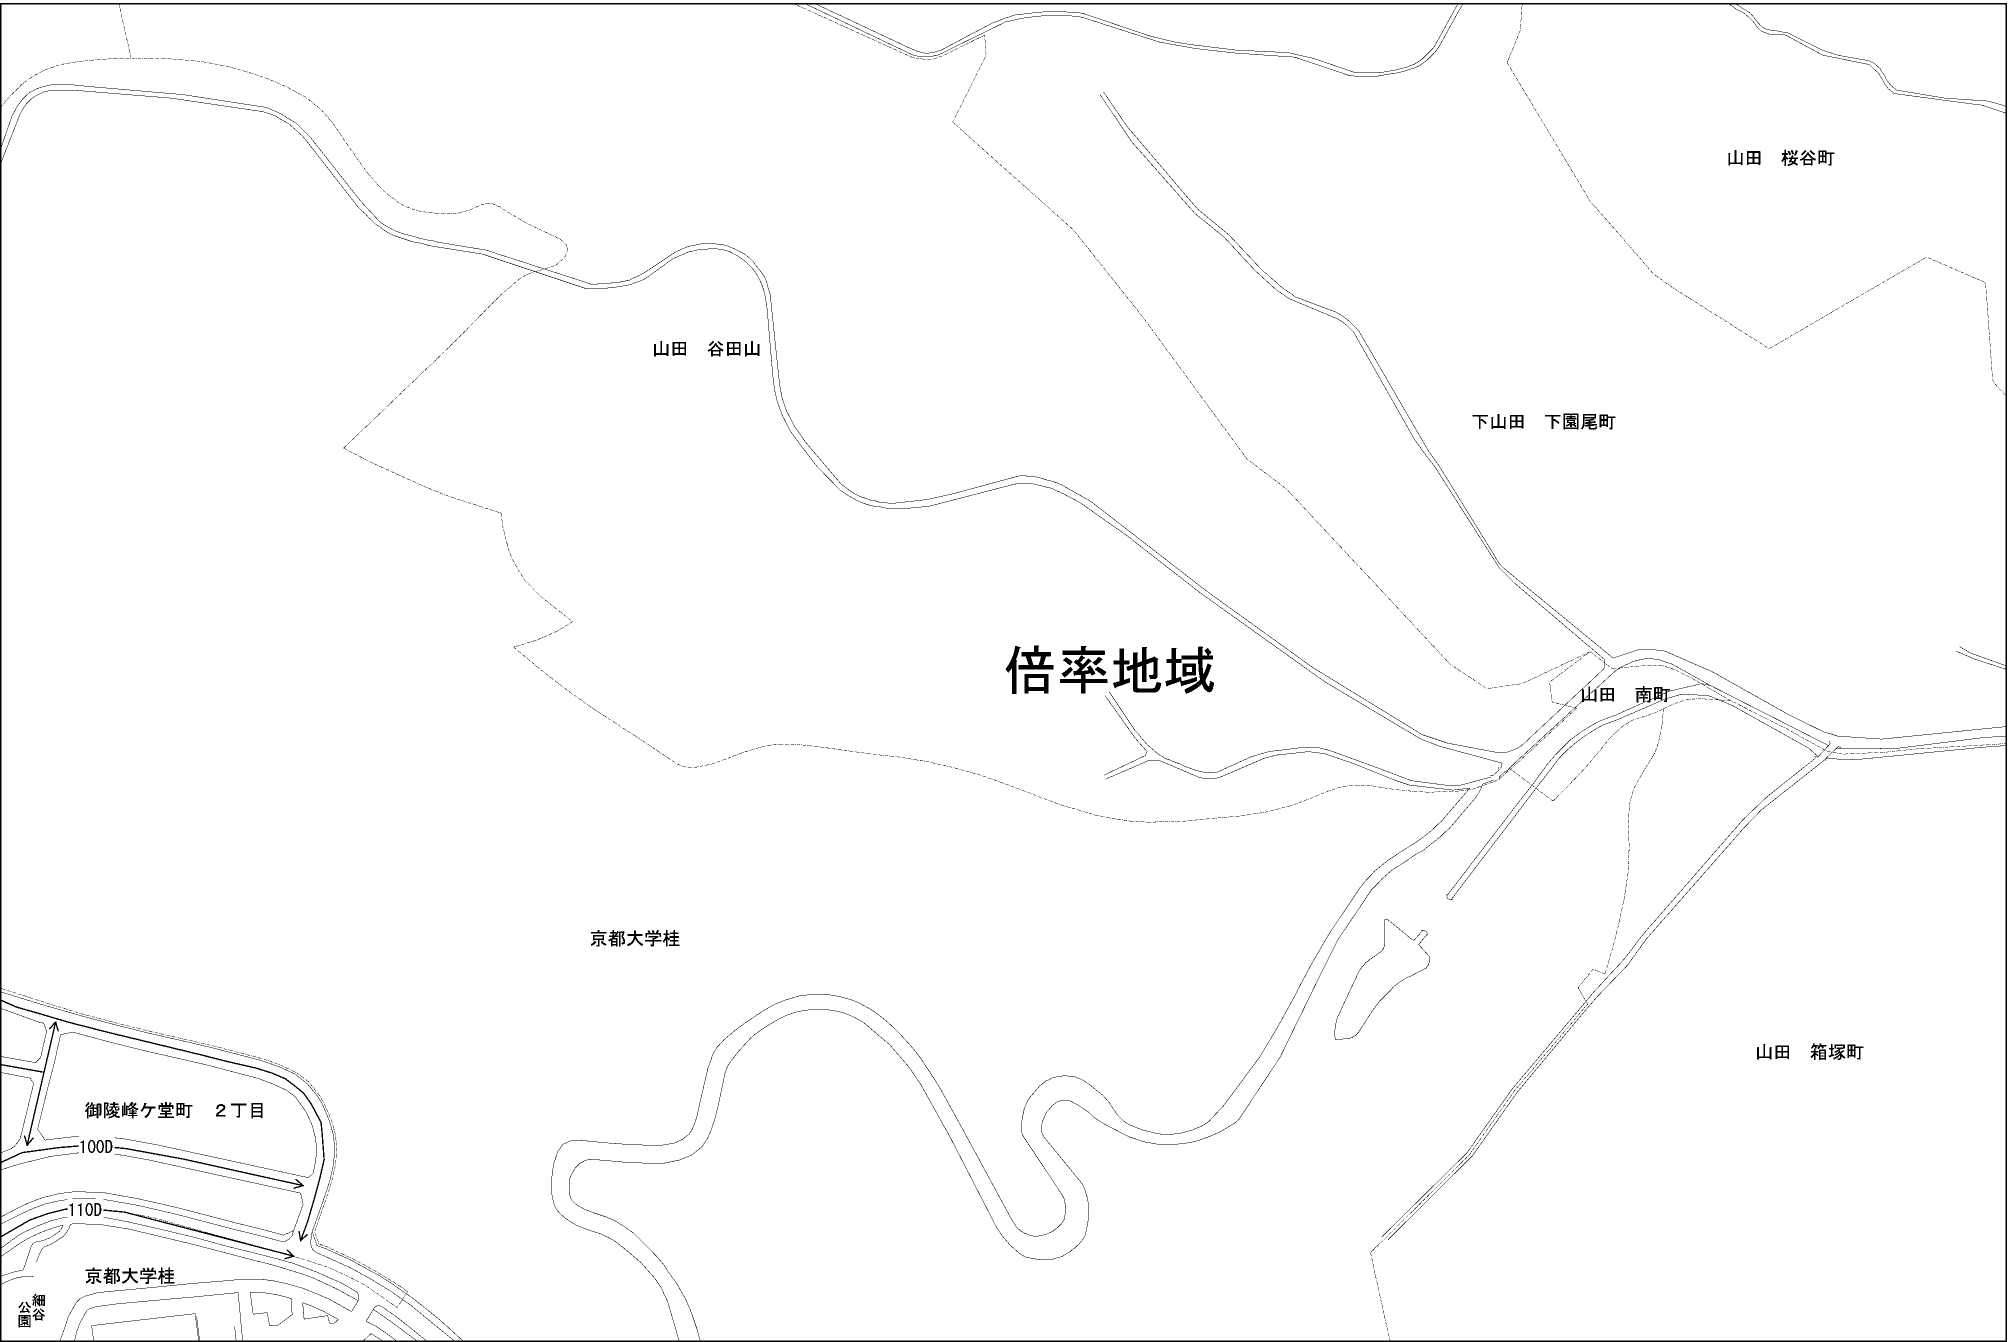 山田　桜谷町
山田　谷田山
下山田　下園尾町
倍率地域
山田　南町
京都大学桂
山田　箱塚町
御陵峰ケ堂町　２丁目
100D
110D
京都大学桂
細谷
公園